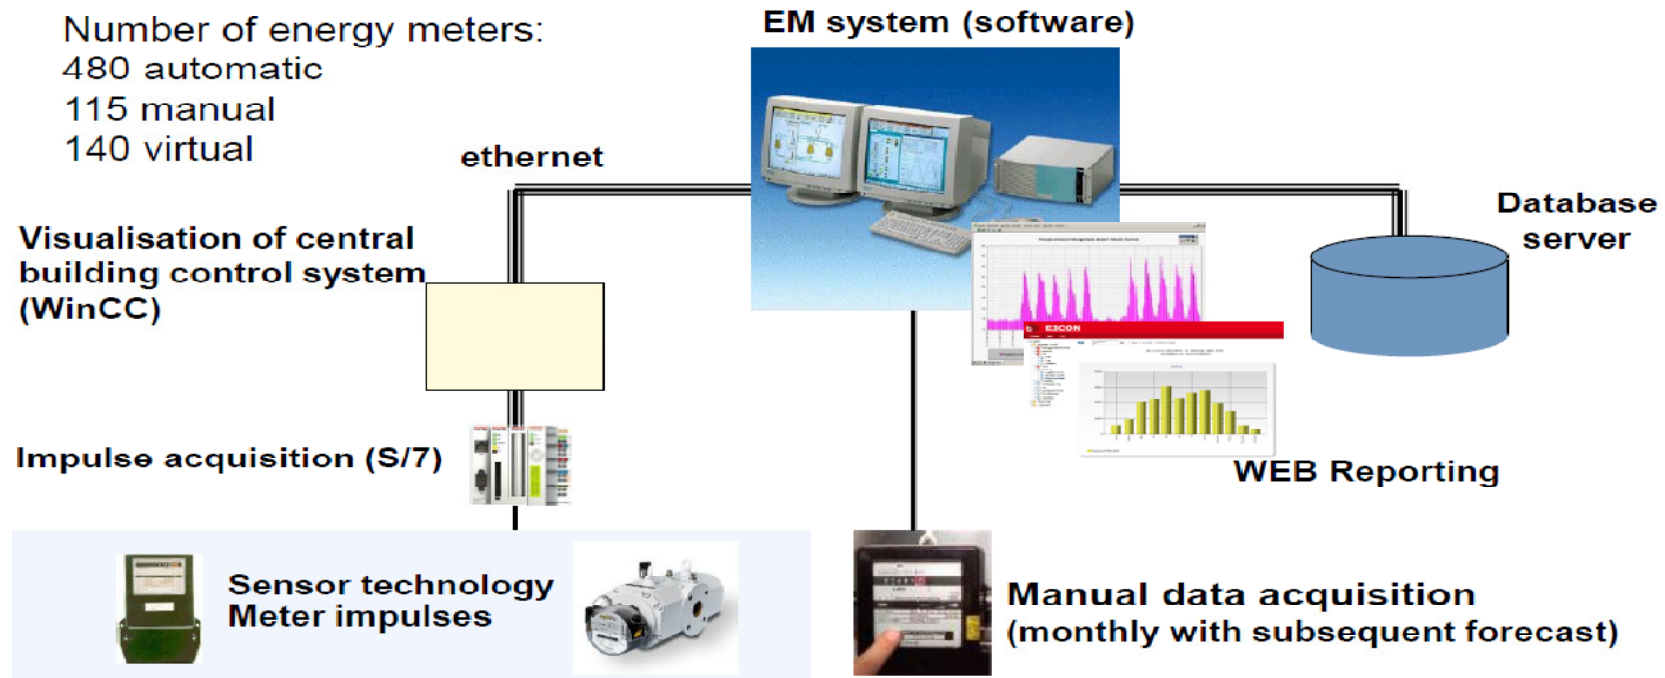 Number of energy meters:
480 automatic
115 manual
140 virtual
EM system (software)
ethernet
Database
server
Visualisation of central
building control system
(WinCC)
Impulse acquisition (S/7)
WEB Reporting
Sensor technology
Meter impulses
Manual data acquisition
(monthly with subsequent forecast)